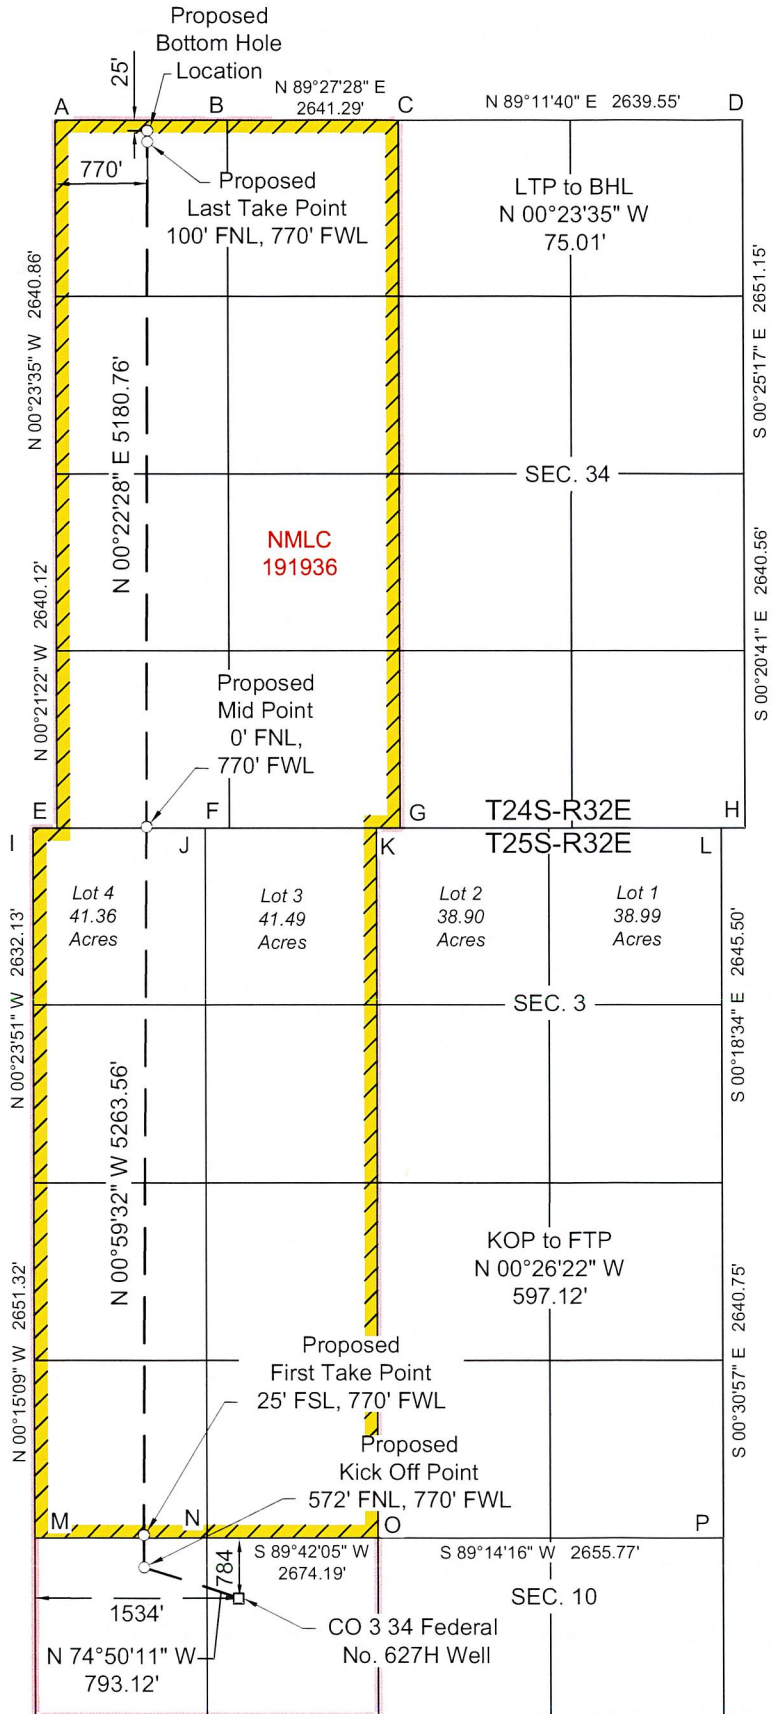 Proposed
Bottom Hole
Location
25'
A
B
N 89°27'28" E
2641.29'
C
N 89°11'40" E 2639.55'
D
770'
Proposed
Last Take Point
100' FNL, 770' FWL
LTP to BHL
N 00°23'35" W
75.01'
N 00°23'35" W 2640.86'
S 00°25'17" E 2651.15'
N 00°22'28" E 5180.76'
SEC. 34
NMLC
191936
N 00°21'22" W 2640.12'
S 00°20'41" E 2640.56'
Proposed
Mid Point
0' FNL,
770' FWL
E
F
G
T24S-R32E
H
I
J
K
T25S-R32E
L
Lot 4
41.36
Acres
Lot 3
41.49
Acres
Lot 2
38.90
Acres
Lot 1
38.99
Acres
N 00°23'51" W 2632.13'
S 00°18'34" E 2645.50'
SEC. 3
N 00°59'32" W 5263.56'
KOP to FTP
N 00°26'22" W
597.12'
N 00°15'09" W 2651.32'
S 00°30'57" E 2640.75'
Proposed
First Take Point
25' FSL, 770' FWL
Proposed
Kick Off Point
572' FNL, 770' FWL
M
N
O
P
784
S 89°42'05" W
2674.19'
S 89°14'16" W 2655.77'
SEC. 10
1534'
CO 3 34 Federal
No. 627H Well
N 74°50'11" W
793.12'